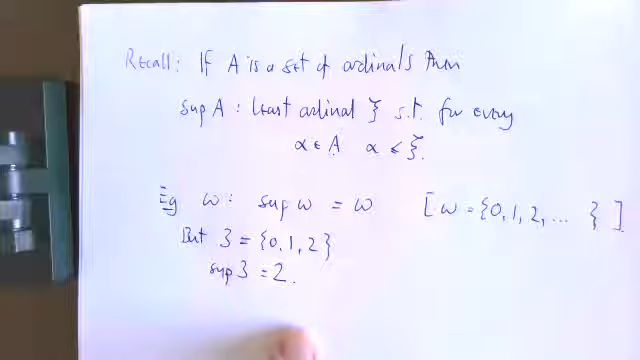 Recall: If A is a set of ordinals then
sup A : least ordinal ξ s.t. for every
α ∈ A α ≤ ξ.
Eg ω : sup ω = ω [ω = {0, 1, 2, ... }].
But 3 = {0, 1, 2}
sup 3 = 2.